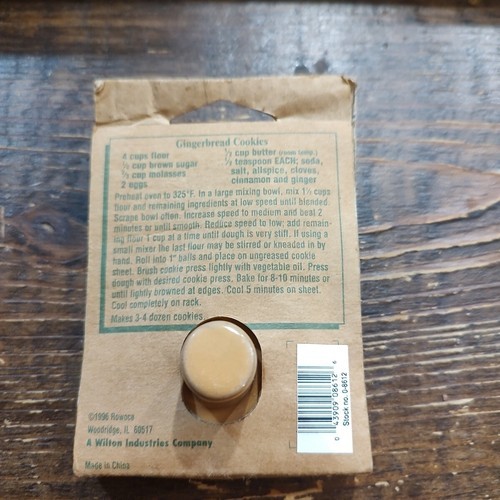 Gingerbread Cookies
4 cups flour
cup brown sugar
cup molasses
2 eggs
½ cup butter (room temp.)
½ teaspoon EACH; soda,
salt, allspice, cloves,
cinnamon and ginger
Preheat oven to 325°F. In a large mixing bowl, mix 1½ cups
flour and remaining ingredients at low speed until blended.
Scrape bowl often. Increase speed to medium and beat 2
minutes or until smooth. Reduce speed to low; add remain-
ing flour 1 cup at a time until dough is very stiff. If using a
small mixer the last flour may be stirred or kneaded in by
hand. Roll into 1" balls and place on ungreased cookie
sheet. Brush cookie press lightly with vegetable oil. Press
dough with desired cookie press. Bake for 8-10 minutes or
until lightly browned at edges. Cool 5 minutes on sheet.
Cool completely on rack.
Makes 3-4 dozen cookies
©1996 Rowoco
Woodridge, IL 60517
A Wilton Industries Company
Made in China
0 43909 08612 6
Stock no. 0-8612